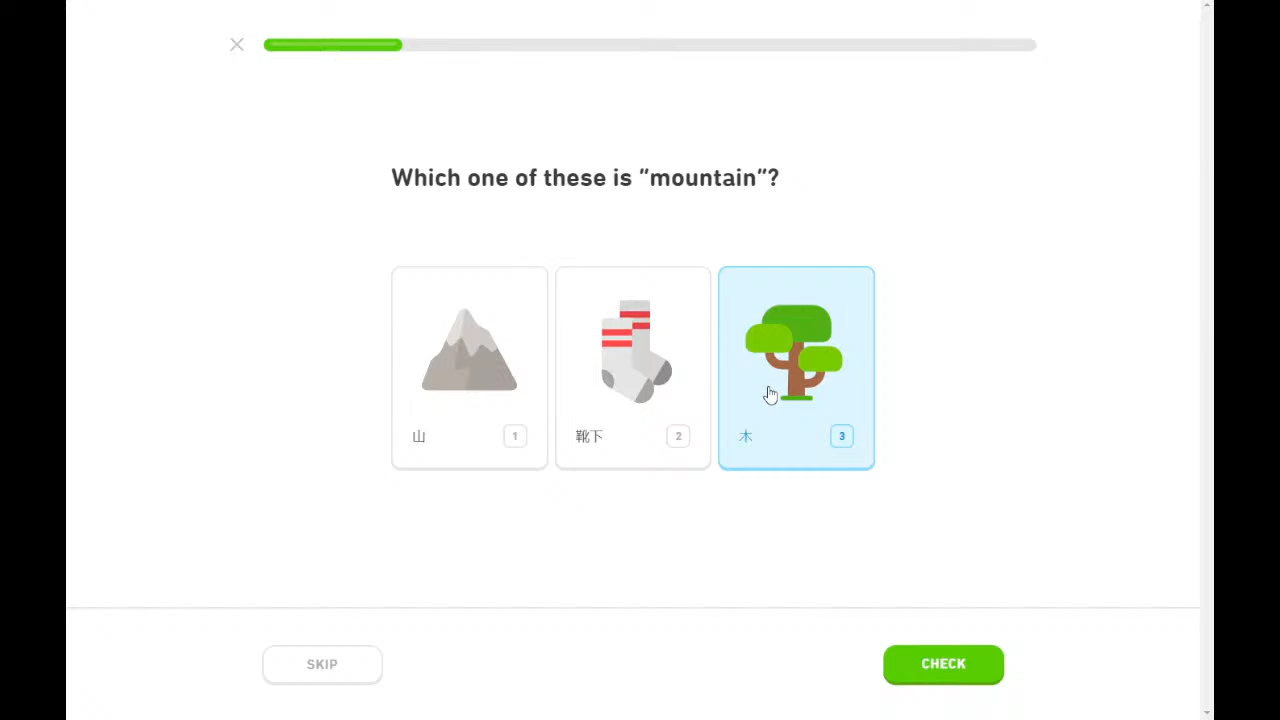 Which one of these is "mountain"?
山 1
靴下 2
木 3
SKIP
CHECK